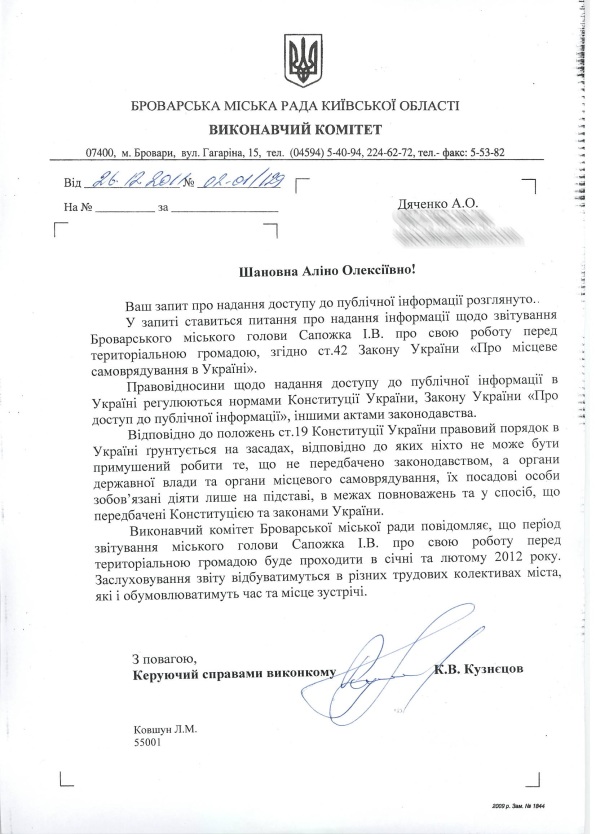 БРОВАРСЬКА МІСЬКА РАДА КИЇВСЬКОЇ ОБЛАСТІ
ВИКОНАВЧИЙ КОМІТЕТ
07400, м. Бровари, вул. Гагаріна, 15, тел. (04594) 5-40-94, 224-62-72, тел.- факс: 5-53-82
Від 26.12.2011 № 02-01/129
На № ___________ за ___________________
Дяченко А.О.
Шановна Аліно Олексіївно!
Ваш запит про надання доступу до публічної інформації розглянуто..
У запиті ставиться питання про надання інформації щодо звітування
Броварського міського голови Сапожка І.В. про свою роботу перед
територіальною громадою, згідно ст.42 Закону України «Про місцеве
самоврядування в Україні».
Правовідносини щодо надання доступу до публічної інформації в
Україні регулюються нормами Конституції України, Закону України «Про
доступ до публічної інформації», іншими актами законодавства.
Відповідно до положень ст.19 Конституції України правовий порядок в
Україні ґрунтується на засадах, відповідно до яких ніхто не може бути
примушений робити те, що не передбачено законодавством, а органи
державної влади та органи місцевого самоврядування, їх посадові особи
зобов’язані діяти лише на підставі, в межах повноважень та у спосіб, що
передбачені Конституцією та законами України.
Виконавчий комітет Броварської міської ради повідомляє, що період
звітування міського голови Сапожка І.В. про свою роботу перед
територіальною громадою буде проходити в січні та лютому 2012 року.
Заслуховування звіту відбуватимуться в різних трудових колективах міста,
які і обумовлюватимуть час та місце зустрічі.
З повагою,
Керуючий справами виконкому К.В. Кузнєцов
Ковшун Л.М.
55001
2009 р. Зам. № 1844